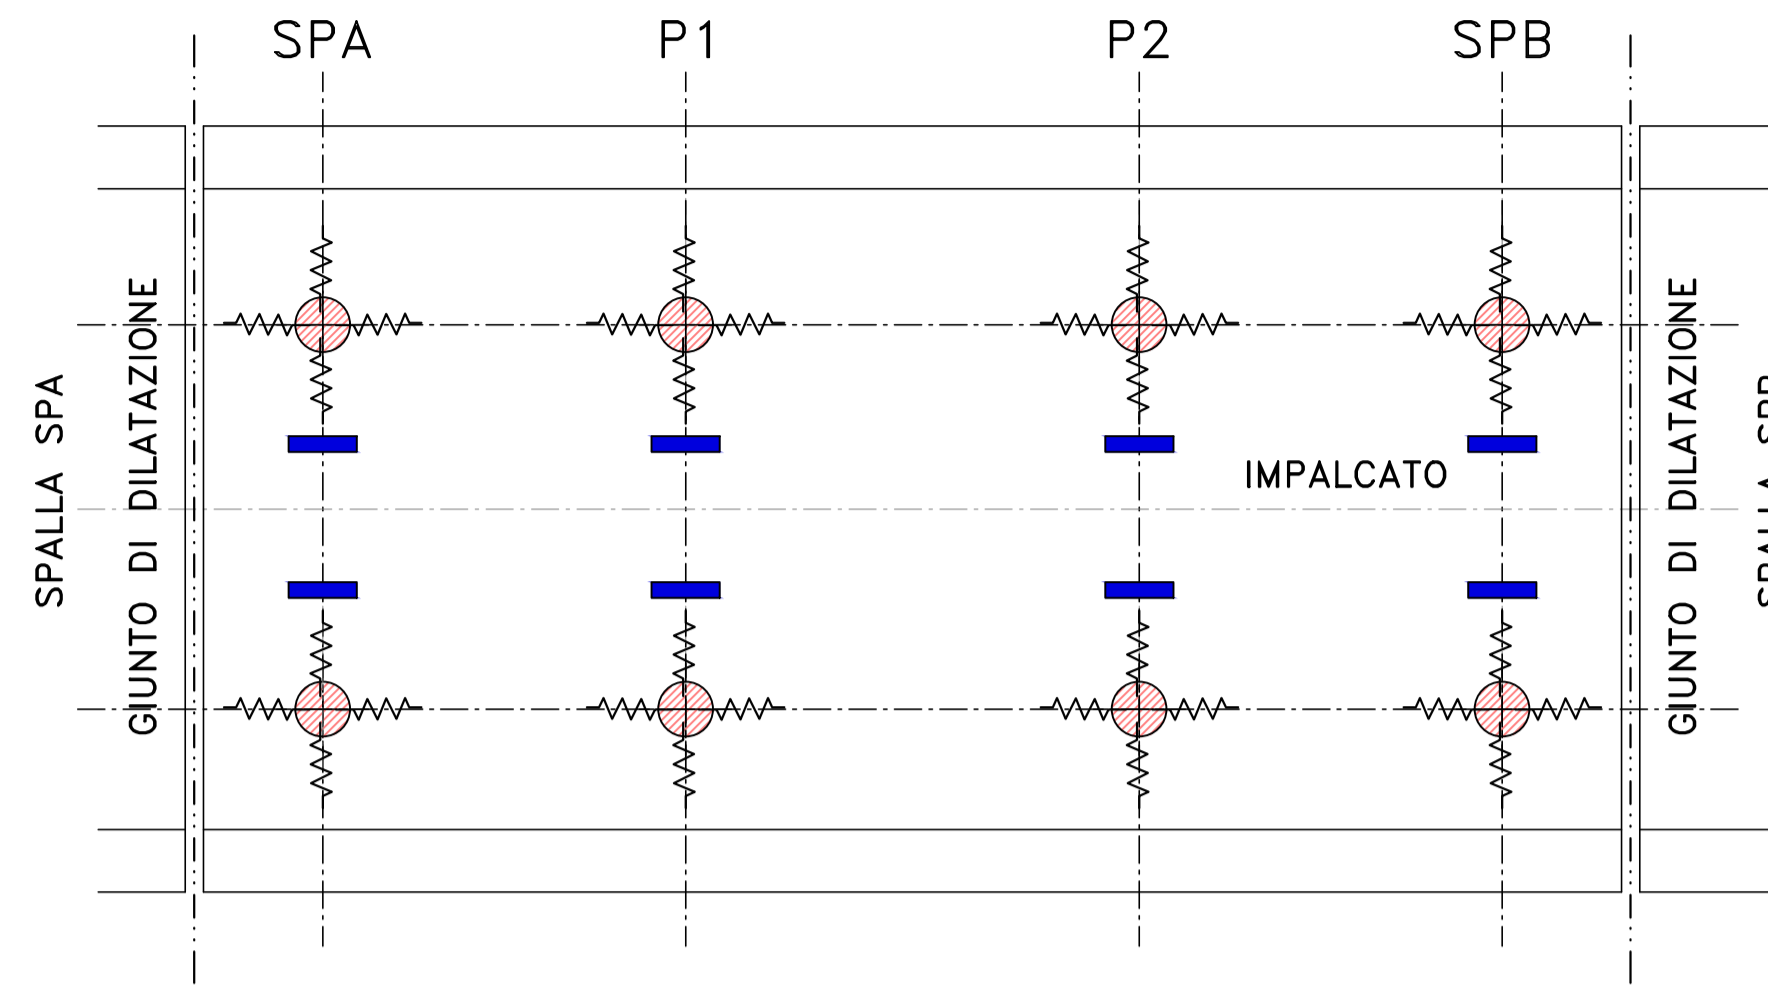 SPA
P1
P2
SPB
SPALLA SPA
GIUNTO DI DILATAZIONE
IMPALCATO
GIUNTO DI DILATAZIONE